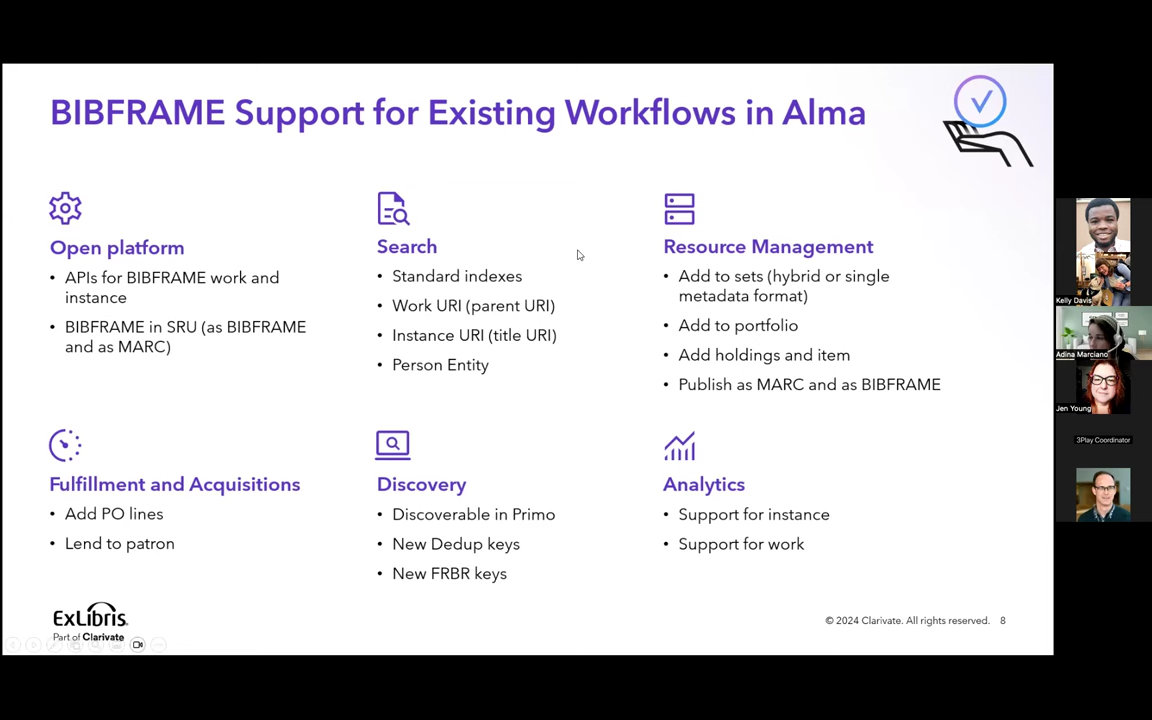 BIBFRAME Support for Existing Workflows in Alma
Open platform
• APIs for BIBFRAME work and
instance
• BIBFRAME in SRU (as BIBFRAME
and as MARC)
Search
• Standard indexes
• Work URI (parent URI)
• Instance URI (title URI)
• Person Entity
Resource Management
• Add to sets (hybrid or single
metadata format)
• Add to portfolio
• Add holdings and item
• Publish as MARC and as BIBFRAME
Fulfillment and Acquisitions
• Add PO lines
• Lend to patron
Discovery
• Discoverable in Primo
• New Dedup keys
• New FRBR keys
Analytics
• Support for instance
• Support for work
ExLibris
Part of Clarivate
© 2024 Clarivate. All rights reserved. 8
Kelly Davis
Adina Marciano
Jen Young
3Play Coordinator